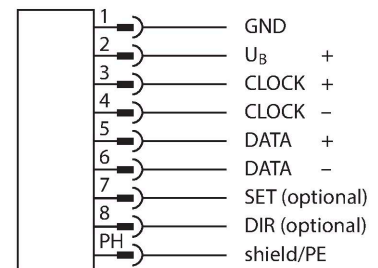 1 GND
2 U_B +
3 CLOCK +
4 CLOCK –
5 DATA +
6 DATA –
7 SET (optional)
8 DIR (optional)
PH shield/PE